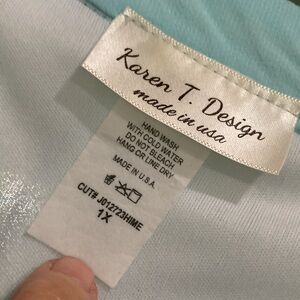 Karen T. Design
made in usa
HAND WASH
WITH COLD WATER
DO NOT BLEACH
HANG OR LINE DRY
MADE IN U.S.A
CUT# J012723HIME
1X